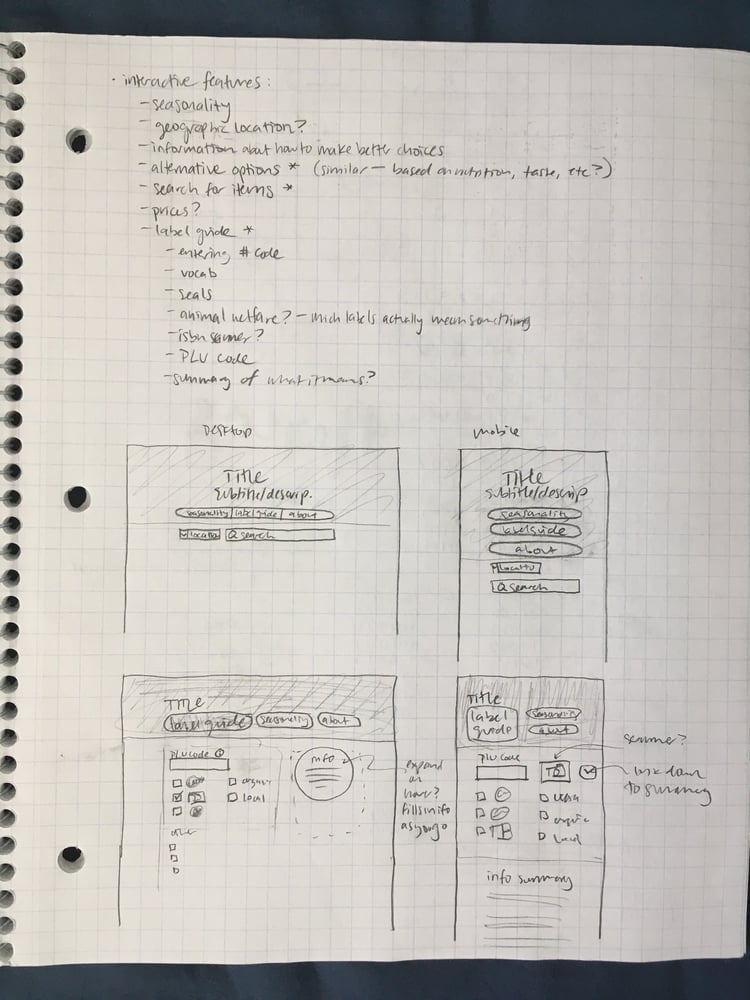 · interactive features:
- seasonality
- geographic location?
- information about how to make better choices
- alternative options * (similar - based on nutrition, taste, etc?)
- search for items *
- prices?
- label guide *
- entering # code
- vocab
- seals
- animal welfare? - which labels actually mean something
- isbn scanner?
- PLU code
- summary of what it means?
Desktop
mobile
Title
subtitle/descrip.
seasonality | label guide | about
location
search
Title
subtitle/descrip
seasonality
label guide
about
search
Title
label guide
seasonality
about
PLU code
organic
local
other
info
expand on
hover?
fills in info
as you go
Title
label
guide
seasonality
about
scanner?
PLU code
link down
to summary
USDA
organic
local
info summary